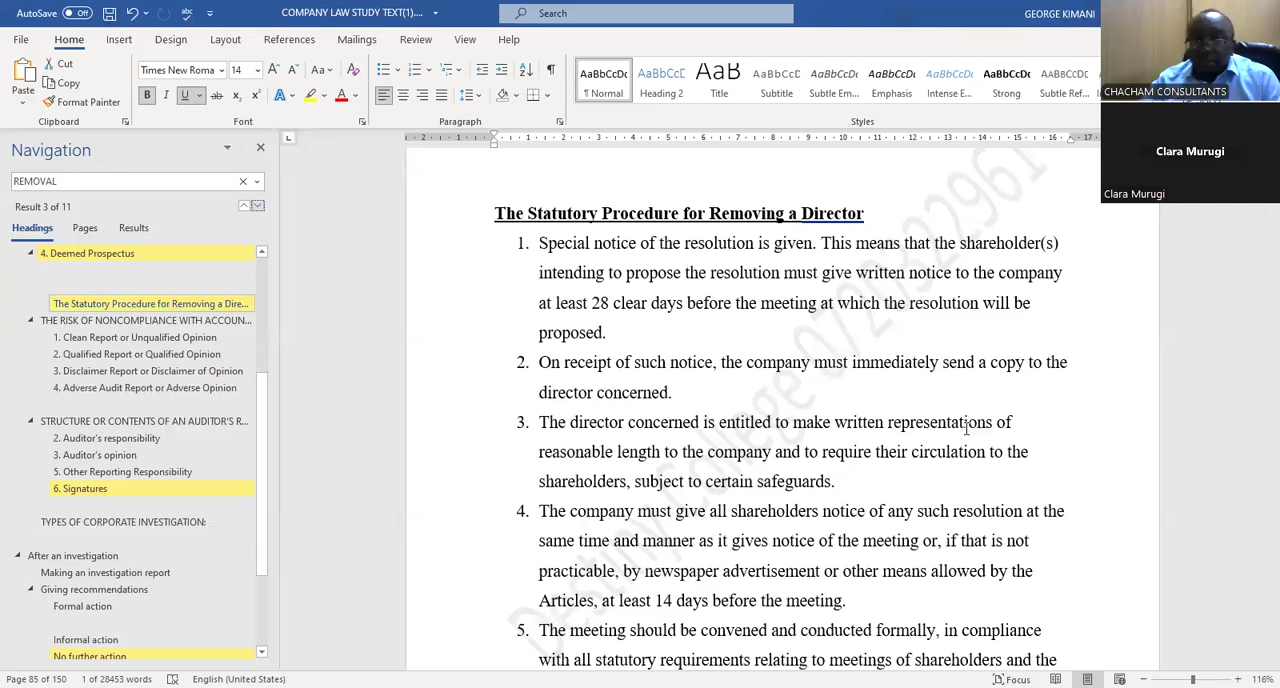 AutoSave Off COMPANY LAW STUDY TEXT(1).... Search GEORGE KIMANI
File Home Insert Design Layout References Mailings Review View Help
Paste Cut Copy Format Painter
Clipboard
Times New Roma 14
Font
Paragraph
AaBbCcDc ¶ Normal
AaBbCcD Heading 2
AaB Title
AaBbCcD Subtitle
AaBbCcDc Subtle Em...
AaBbCcDc Emphasis
AaBbCcDc Intense E...
AaBbCcDc Strong
AaBbCcDc Subtle Ref...
Styles
CHACHAM CONSULTANTS
Clara Murugi
Clara Murugi
Navigation
REMOVAL
Result 3 of 11
Headings Pages Results
4. Deemed Prospectus
The Statutory Procedure for Removing a Dire...
THE RISK OF NONCOMPLIANCE WITH ACCOUN...
1. Clean Report or Unqualified Opinion
2. Qualified Report or Qualified Opinion
3. Disclaimer Report or Disclaimer of Opinion
4. Adverse Audit Report or Adverse Opinion
STRUCTURE OR CONTENTS OF AN AUDITOR'S R...
2. Auditor's responsibility
3. Auditor's opinion
5. Other Reporting Responsibility
6. Signatures
TYPES OF CORPORATE INVESTIGATION:
After an investigation
Making an investigation report
Giving recommendations
Formal action
Informal action
No further action
The Statutory Procedure for Removing a Director
1. Special notice of the resolution is given. This means that the shareholder(s)
intending to propose the resolution must give written notice to the company
at least 28 clear days before the meeting at which the resolution will be
proposed.
2. On receipt of such notice, the company must immediately send a copy to the
director concerned.
3. The director concerned is entitled to make written representations of
reasonable length to the company and to require their circulation to the
shareholders, subject to certain safeguards.
4. The company must give all shareholders notice of any such resolution at the
same time and manner as it gives notice of the meeting or, if that is not
practicable, by newspaper advertisement or other means allowed by the
Articles, at least 14 days before the meeting.
5. The meeting should be convened and conducted formally, in compliance
with all statutory requirements relating to meetings of shareholders and the
Destiny College 0720322961
Page 85 of 150 1 of 28453 words English (United States) Focus 116%